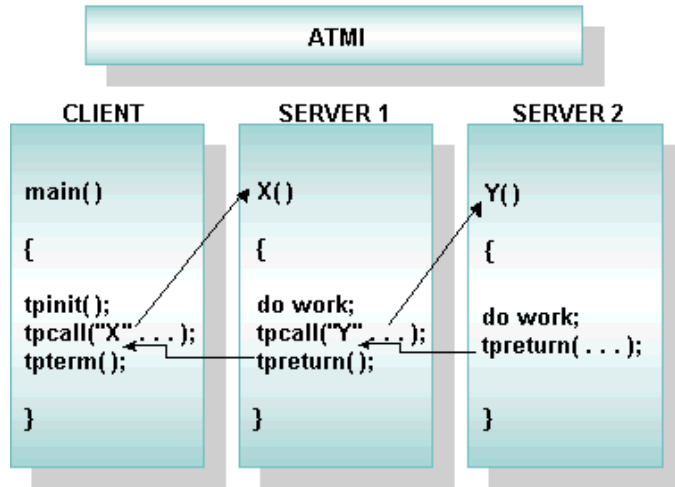 ATMI
CLIENT
main()
{
tpinit();
tpcall("X" . . . );
tpterm();
}
SERVER 1
X()
{
do work;
tpcall("Y" . . . );
tpreturn();
}
SERVER 2
Y()
{
do work;
tpreturn( . . . );
}